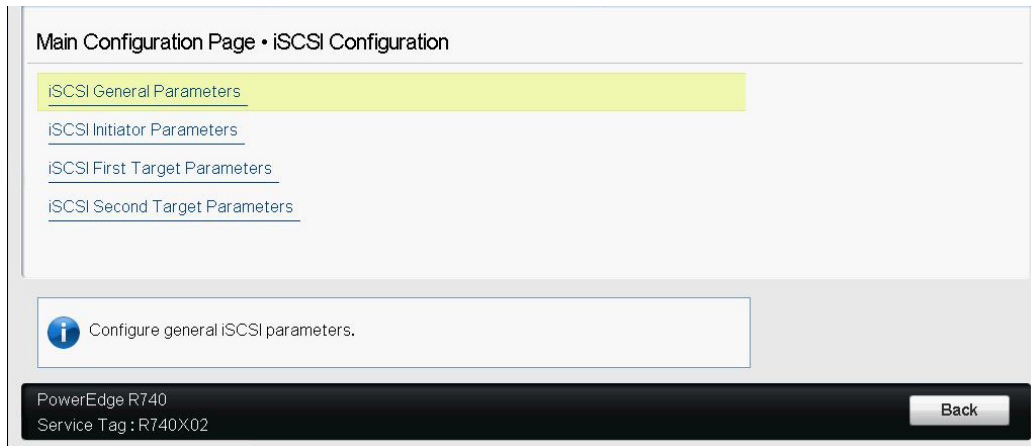 Main Configuration Page • iSCSI Configuration
iSCSI General Parameters
iSCSI Initiator Parameters
iSCSI First Target Parameters
iSCSI Second Target Parameters
Configure general iSCSI parameters.
PowerEdge R740
Service Tag : R740X02
Back